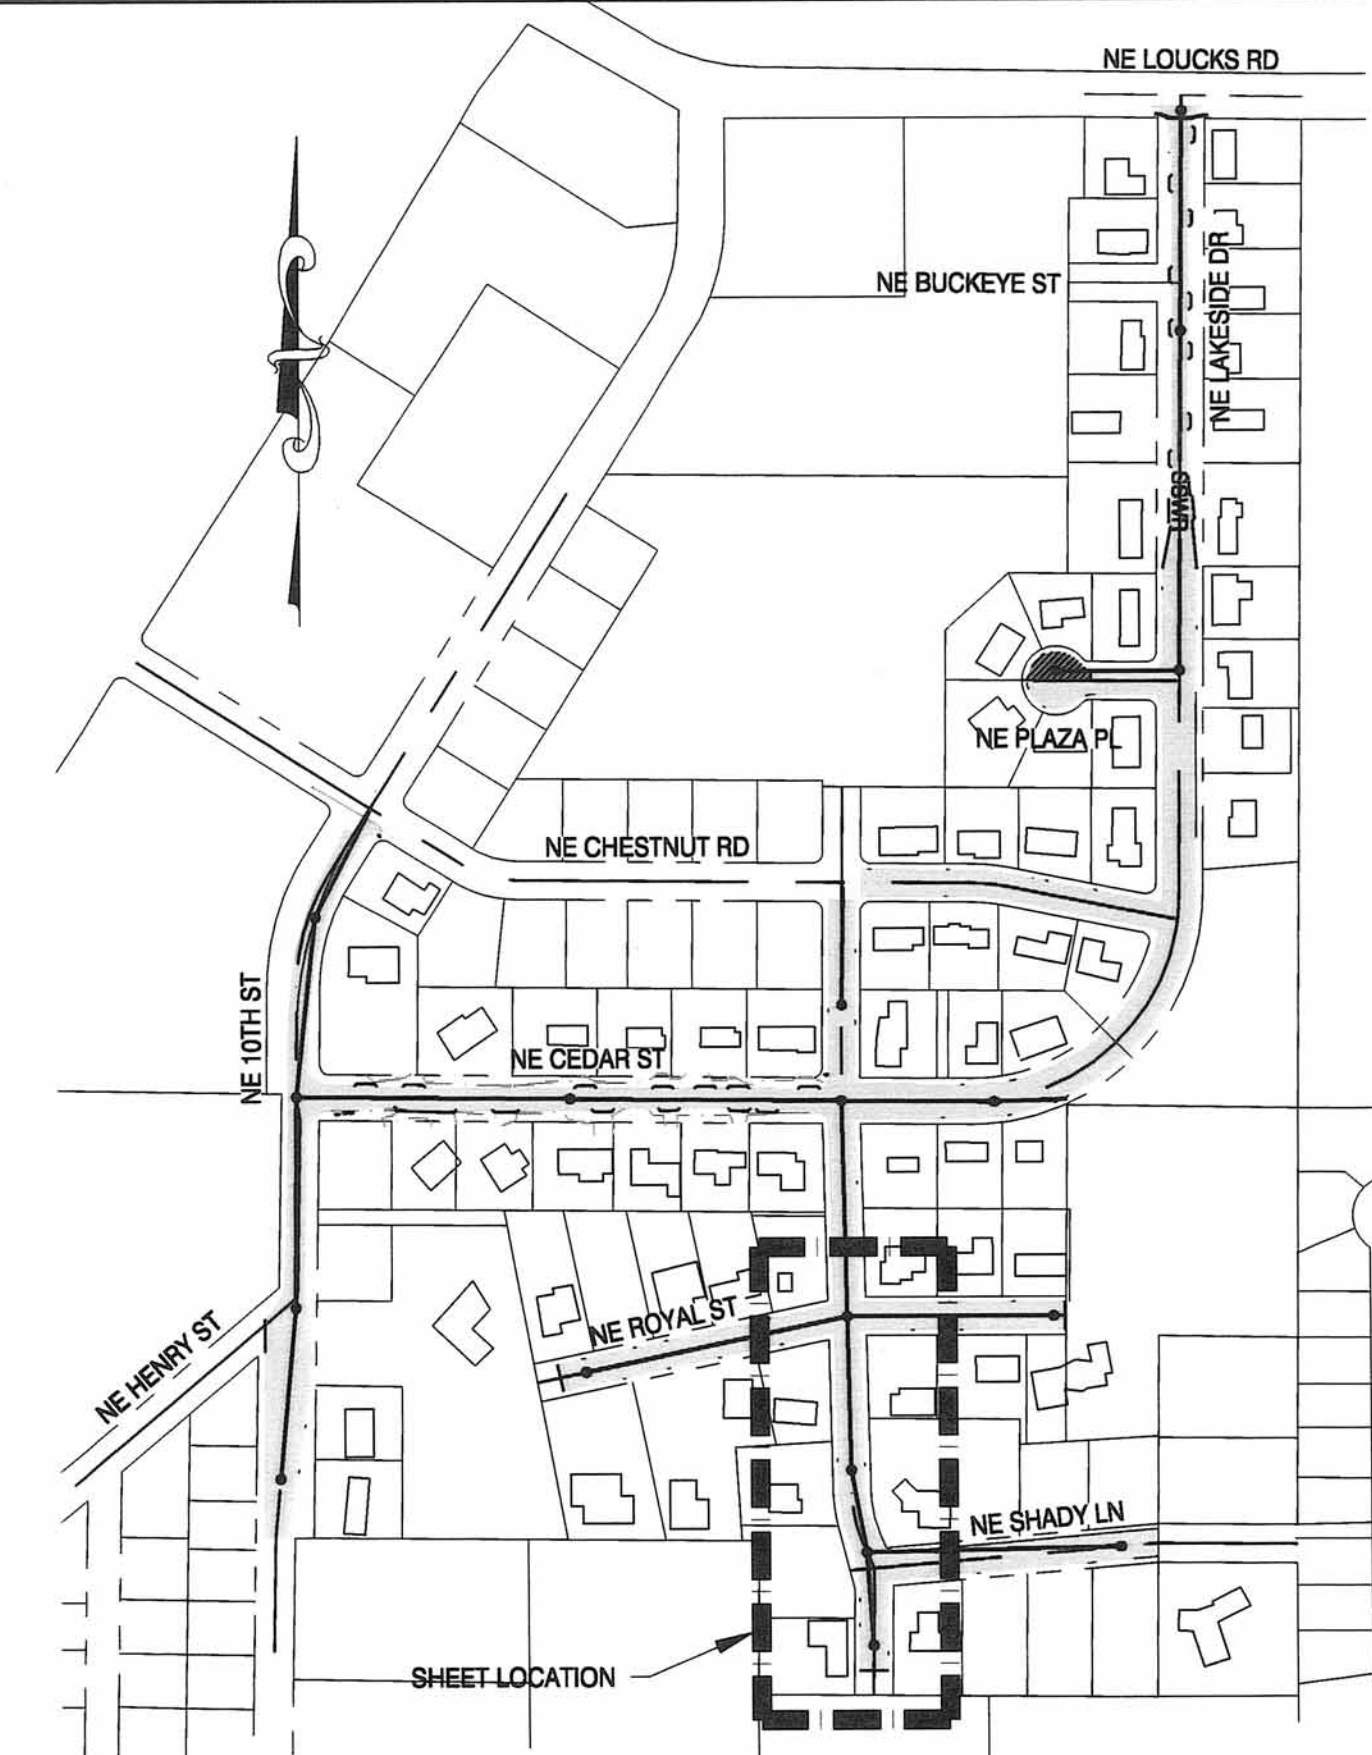 NE LOUCKS RD
NE BUCKEYE ST
NE LAKESIDE DR
NE PLAZA PL
NE CHESTNUT RD
NE 10TH ST
NE CEDAR ST
NE ROYAL ST
NE HENRY ST
NE SHADY LN
SHEET LOCATION